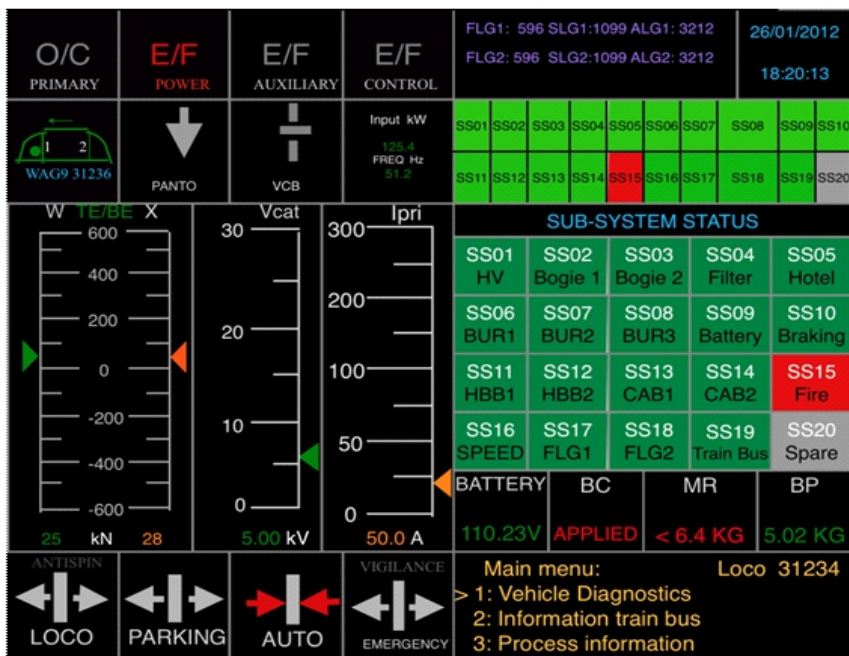 O/C
PRIMARY
E/F
POWER
E/F
AUXILIARY
E/F
CONTROL
FLG1: 596 SLG1:1099 ALG1: 3212
FLG2: 596 SLG2:1099 ALG2: 3212
26/01/2012
18:20:13
1 2
WAG9 31236
PANTO
VCB
Input kW
125.4
FREQ Hz
51.2
SS01 SS02 SS03 SS04 SS05 SS06 SS07 SS08 SS09 SS10
SS11 SS12 SS13 SS14 SS15 SS16 SS17 SS18 SS19 SS20
W TE/BE X
600
400
200
0
-200
-400
-600
25 kN 28
Vcat
30
20
10
0
5.00 kV
Ipri
300
200
100
50
0
50.0 A
SUB-SYSTEM STATUS
SS01 SS02 SS03 SS04 SS05
HV Bogie 1 Bogie 2 Filter Hotel
SS06 SS07 SS08 SS09 SS10
BUR1 BUR2 BUR3 Battery Braking
SS11 SS12 SS13 SS14 SS15
HBB1 HBB2 CAB1 CAB2 Fire
SS16 SS17 SS18 SS19 SS20
SPEED FLG1 FLG2 Train Bus Spare
BATTERY BC MR BP
110.23V APPLIED < 6.4 KG 5.02 KG
ANTISPIN
LOCO
PARKING
AUTO
VIGILANCE
EMERGENCY
Main menu: Loco 31234
> 1: Vehicle Diagnostics
2: Information train bus
3: Process information